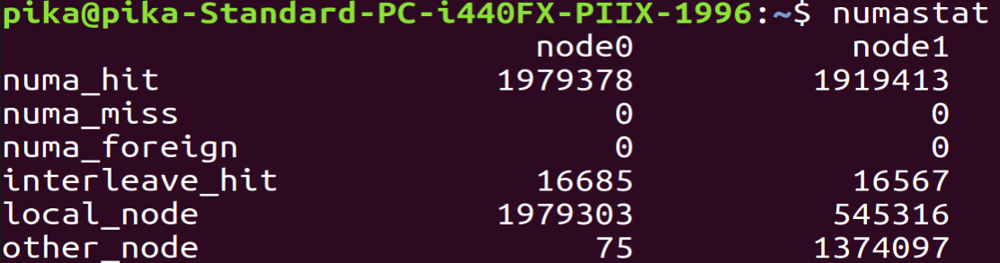 pika@pika-Standard-PC-i440FX-PIIX-1996:~$ numastat
node0 node1
numa_hit 1979378 1919413
numa_miss 0 0
numa_foreign 0 0
interleave_hit 16685 16567
local_node 1979303 545316
other_node 75 1374097